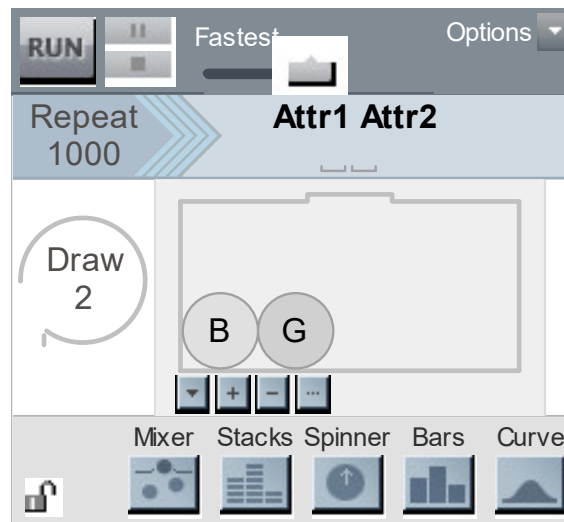 RUN
Fastest
Options
Repeat
1000
Attr1 Attr2
Draw
2
B G
Mixer Stacks Spinner Bars Curve